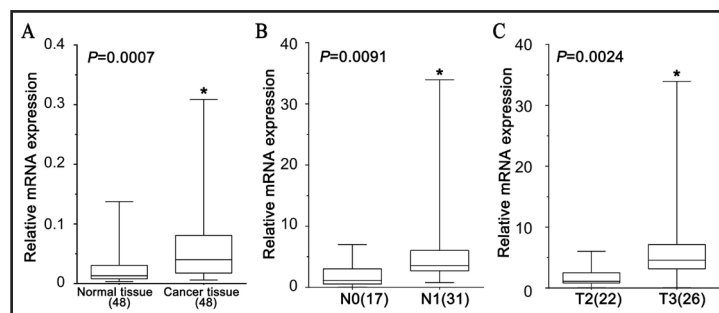 A
P=0.0007
*
Relative mRNA expression
0.4
0.3
0.2
0.1
0
Normal tissue
(48)
Cancer tissue
(48)
B
P=0.0091
*
Relative mRNA expression
40
30
20
10
0
N0(17)
N1(31)
C
P=0.0024
*
Relative mRNA expression
40
30
20
10
0
T2(22)
T3(26)